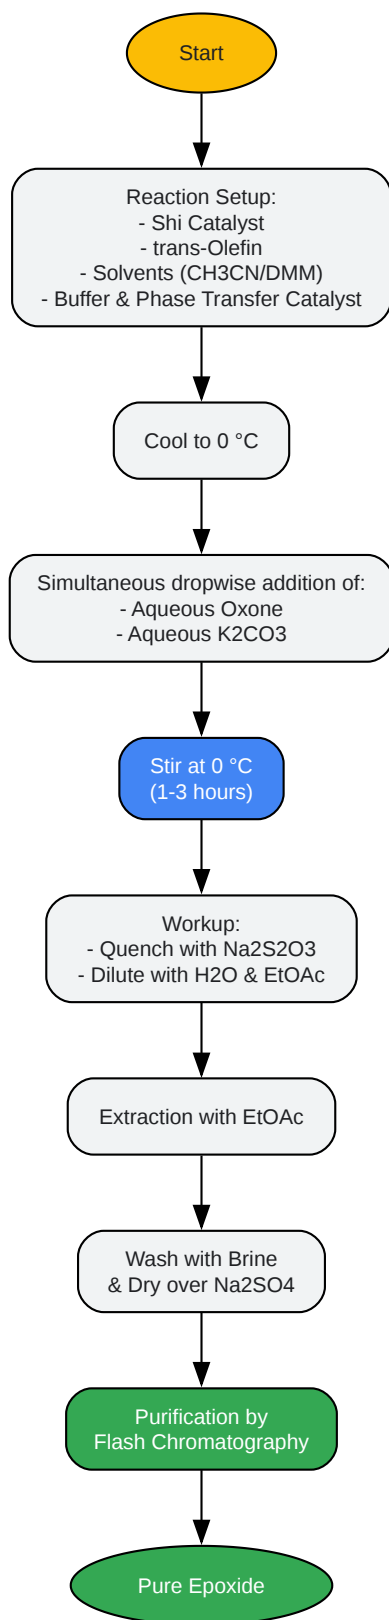 Start
Reaction Setup:
- Shi Catalyst
- trans-Olefin
- Solvents (CH3CN/DMM)
- Buffer & Phase Transfer Catalyst
Cool to 0 °C
Simultaneous dropwise addition of:
- Aqueous Oxone
- Aqueous K2CO3
Stir at 0 °C
(1-3 hours)
Workup:
- Quench with Na2S2O3
- Dilute with H2O & EtOAc
Extraction with EtOAc
Wash with Brine
& Dry over Na2SO4
Purification by
Flash Chromatography
Pure Epoxide